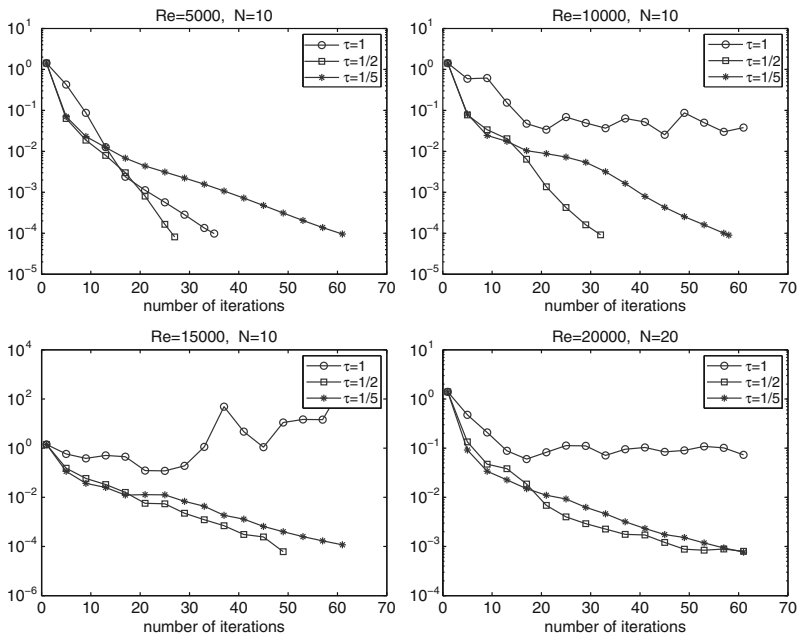 Re=5000, N=10
10^1
10^0
10^-1
10^-2
10^-3
10^-4
10^-5
0 10 20 30 40 50 60 70
number of iterations
τ=1
τ=1/2
τ=1/5
Re=10000, N=10
10^1
10^0
10^-1
10^-2
10^-3
10^-4
10^-5
0 10 20 30 40 50 60 70
number of iterations
τ=1
τ=1/2
τ=1/5
Re=15000, N=10
10^4
10^2
10^0
10^-2
10^-4
10^-6
0 10 20 30 40 50 60 70
number of iterations
τ=1
τ=1/2
τ=1/5
Re=20000, N=20
10^1
10^0
10^-1
10^-2
10^-3
10^-4
0 10 20 30 40 50 60 70
number of iterations
τ=1
τ=1/2
τ=1/5